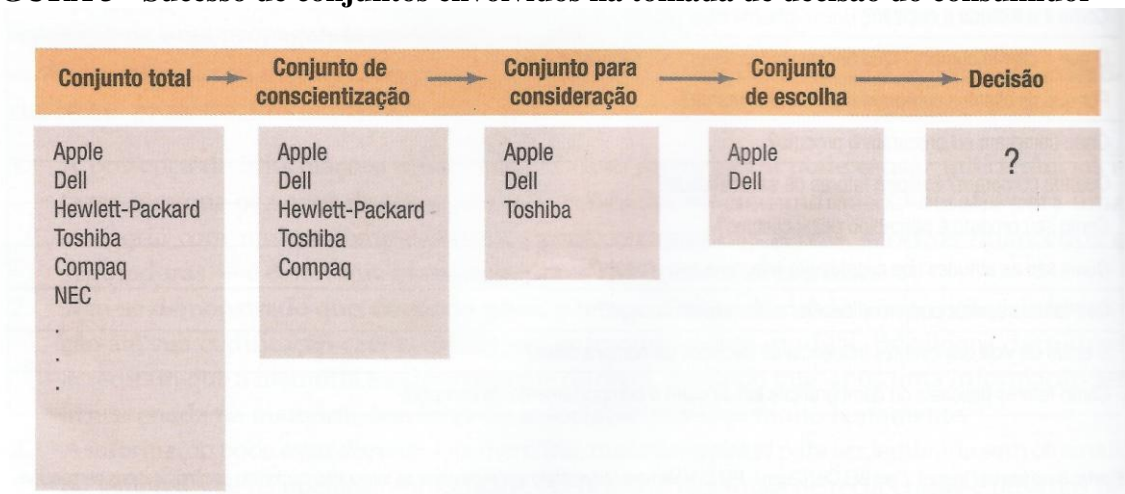 Sucesso de conjuntos envolvidos na tomada de decisão do consumidor
Conjunto total
Conjunto de
conscientização
Conjunto para
consideração
Conjunto
de escolha
Decisão
Apple
Dell
Hewlett-Packard
Toshiba
Compaq
NEC
.
.
.
Apple
Dell
Hewlett-Packard
Toshiba
Compaq
Apple
Dell
Toshiba
Apple
Dell
?